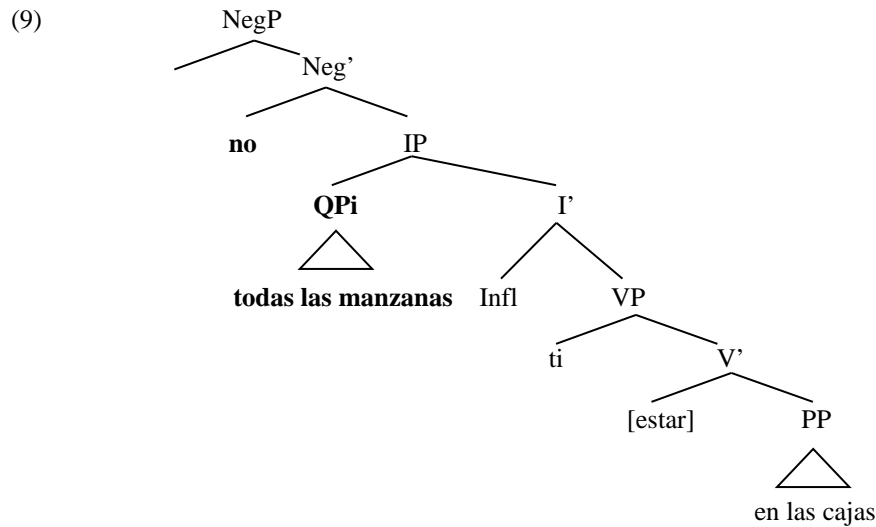 (9) NegP
Neg’
no IP
QPi I’
todas las manzanas Infl VP
ti V’
[estar] PP
en las cajas